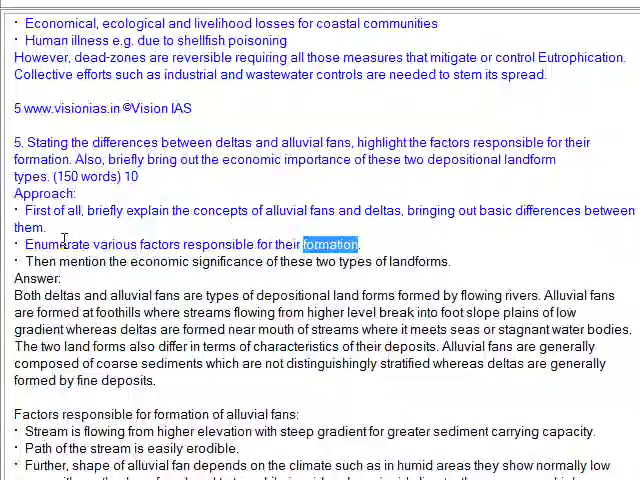 · Economical, ecological and livelihood losses for coastal communities
· Human illness e.g. due to shellfish poisoning
However, dead-zones are reversible requiring all those measures that mitigate or control Eutrophication.
Collective efforts such as industrial and wastewater controls are needed to stem its spread.
5 www.visionias.in ©Vision IAS
5. Stating the differences between deltas and alluvial fans, highlight the factors responsible for their
formation. Also, briefly bring out the economic importance of these two depositional landform
types. (150 words) 10
Approach:
· First of all, briefly explain the concepts of alluvial fans and deltas, bringing out basic differences between
them.
· Enumerate various factors responsible for their formation.
· Then mention the economic significance of these two types of landforms.
Answer:
Both deltas and alluvial fans are types of depositional land forms formed by flowing rivers. Alluvial fans
are formed at foothills where streams flowing from higher level break into foot slope plains of low
gradient whereas deltas are formed near mouth of streams where it meets seas or stagnant water bodies.
The two land forms also differ in terms of characteristics of their deposits. Alluvial fans are generally
composed of coarse sediments which are not distinguishingly stratified whereas deltas are generally
formed by fine deposits.
Factors responsible for formation of alluvial fans:
· Stream is flowing from higher elevation with steep gradient for greater sediment carrying capacity.
· Path of the stream is easily erodible.
· Further, shape of alluvial fan depends on the climate such as in humid areas they show normally low